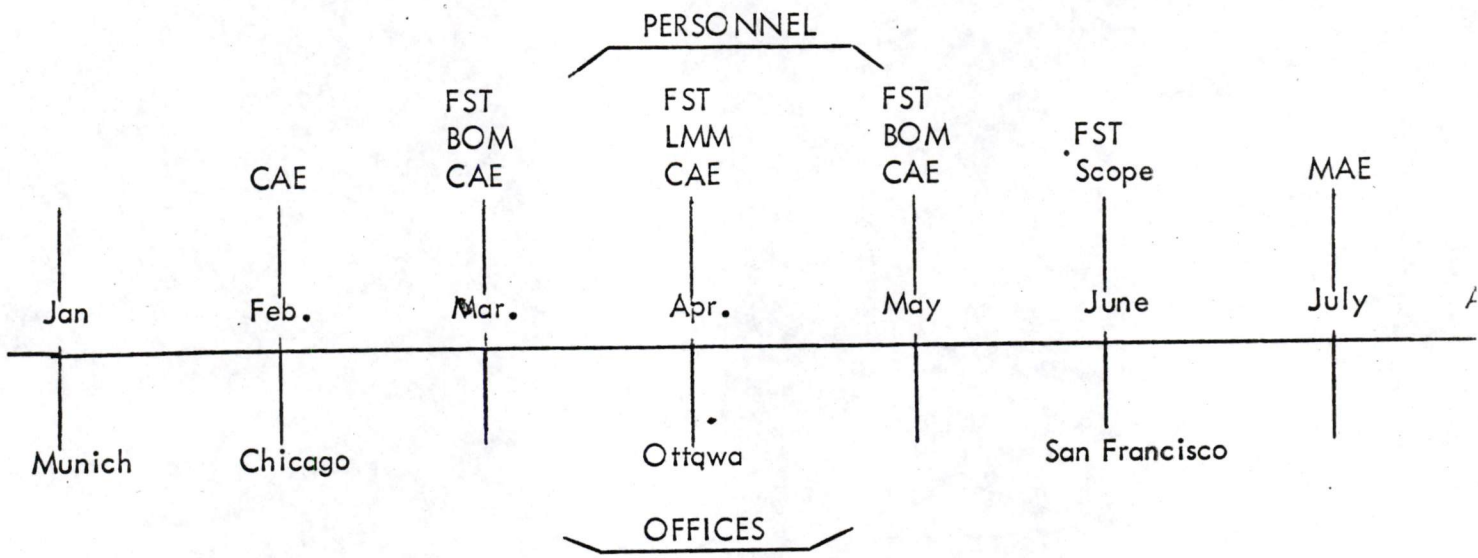 PERSONNEL
FST FST FST
BOM LMM BOM FST
CAE CAE CAE CAE Scope MAE
Jan Feb. Mar. Apr. May June July
Munich Chicago Ottawa San Francisco
OFFICES